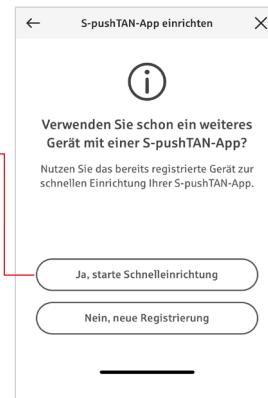 S-pushTAN-App einrichten
Verwenden Sie schon ein weiteres
Gerät mit einer S-pushTAN-App?
Nutzen Sie das bereits registrierte Gerät zur
schnellen Einrichtung Ihrer S-pushTAN-App.
Ja, starte Schnelleinrichtung
Nein, neue Registrierung